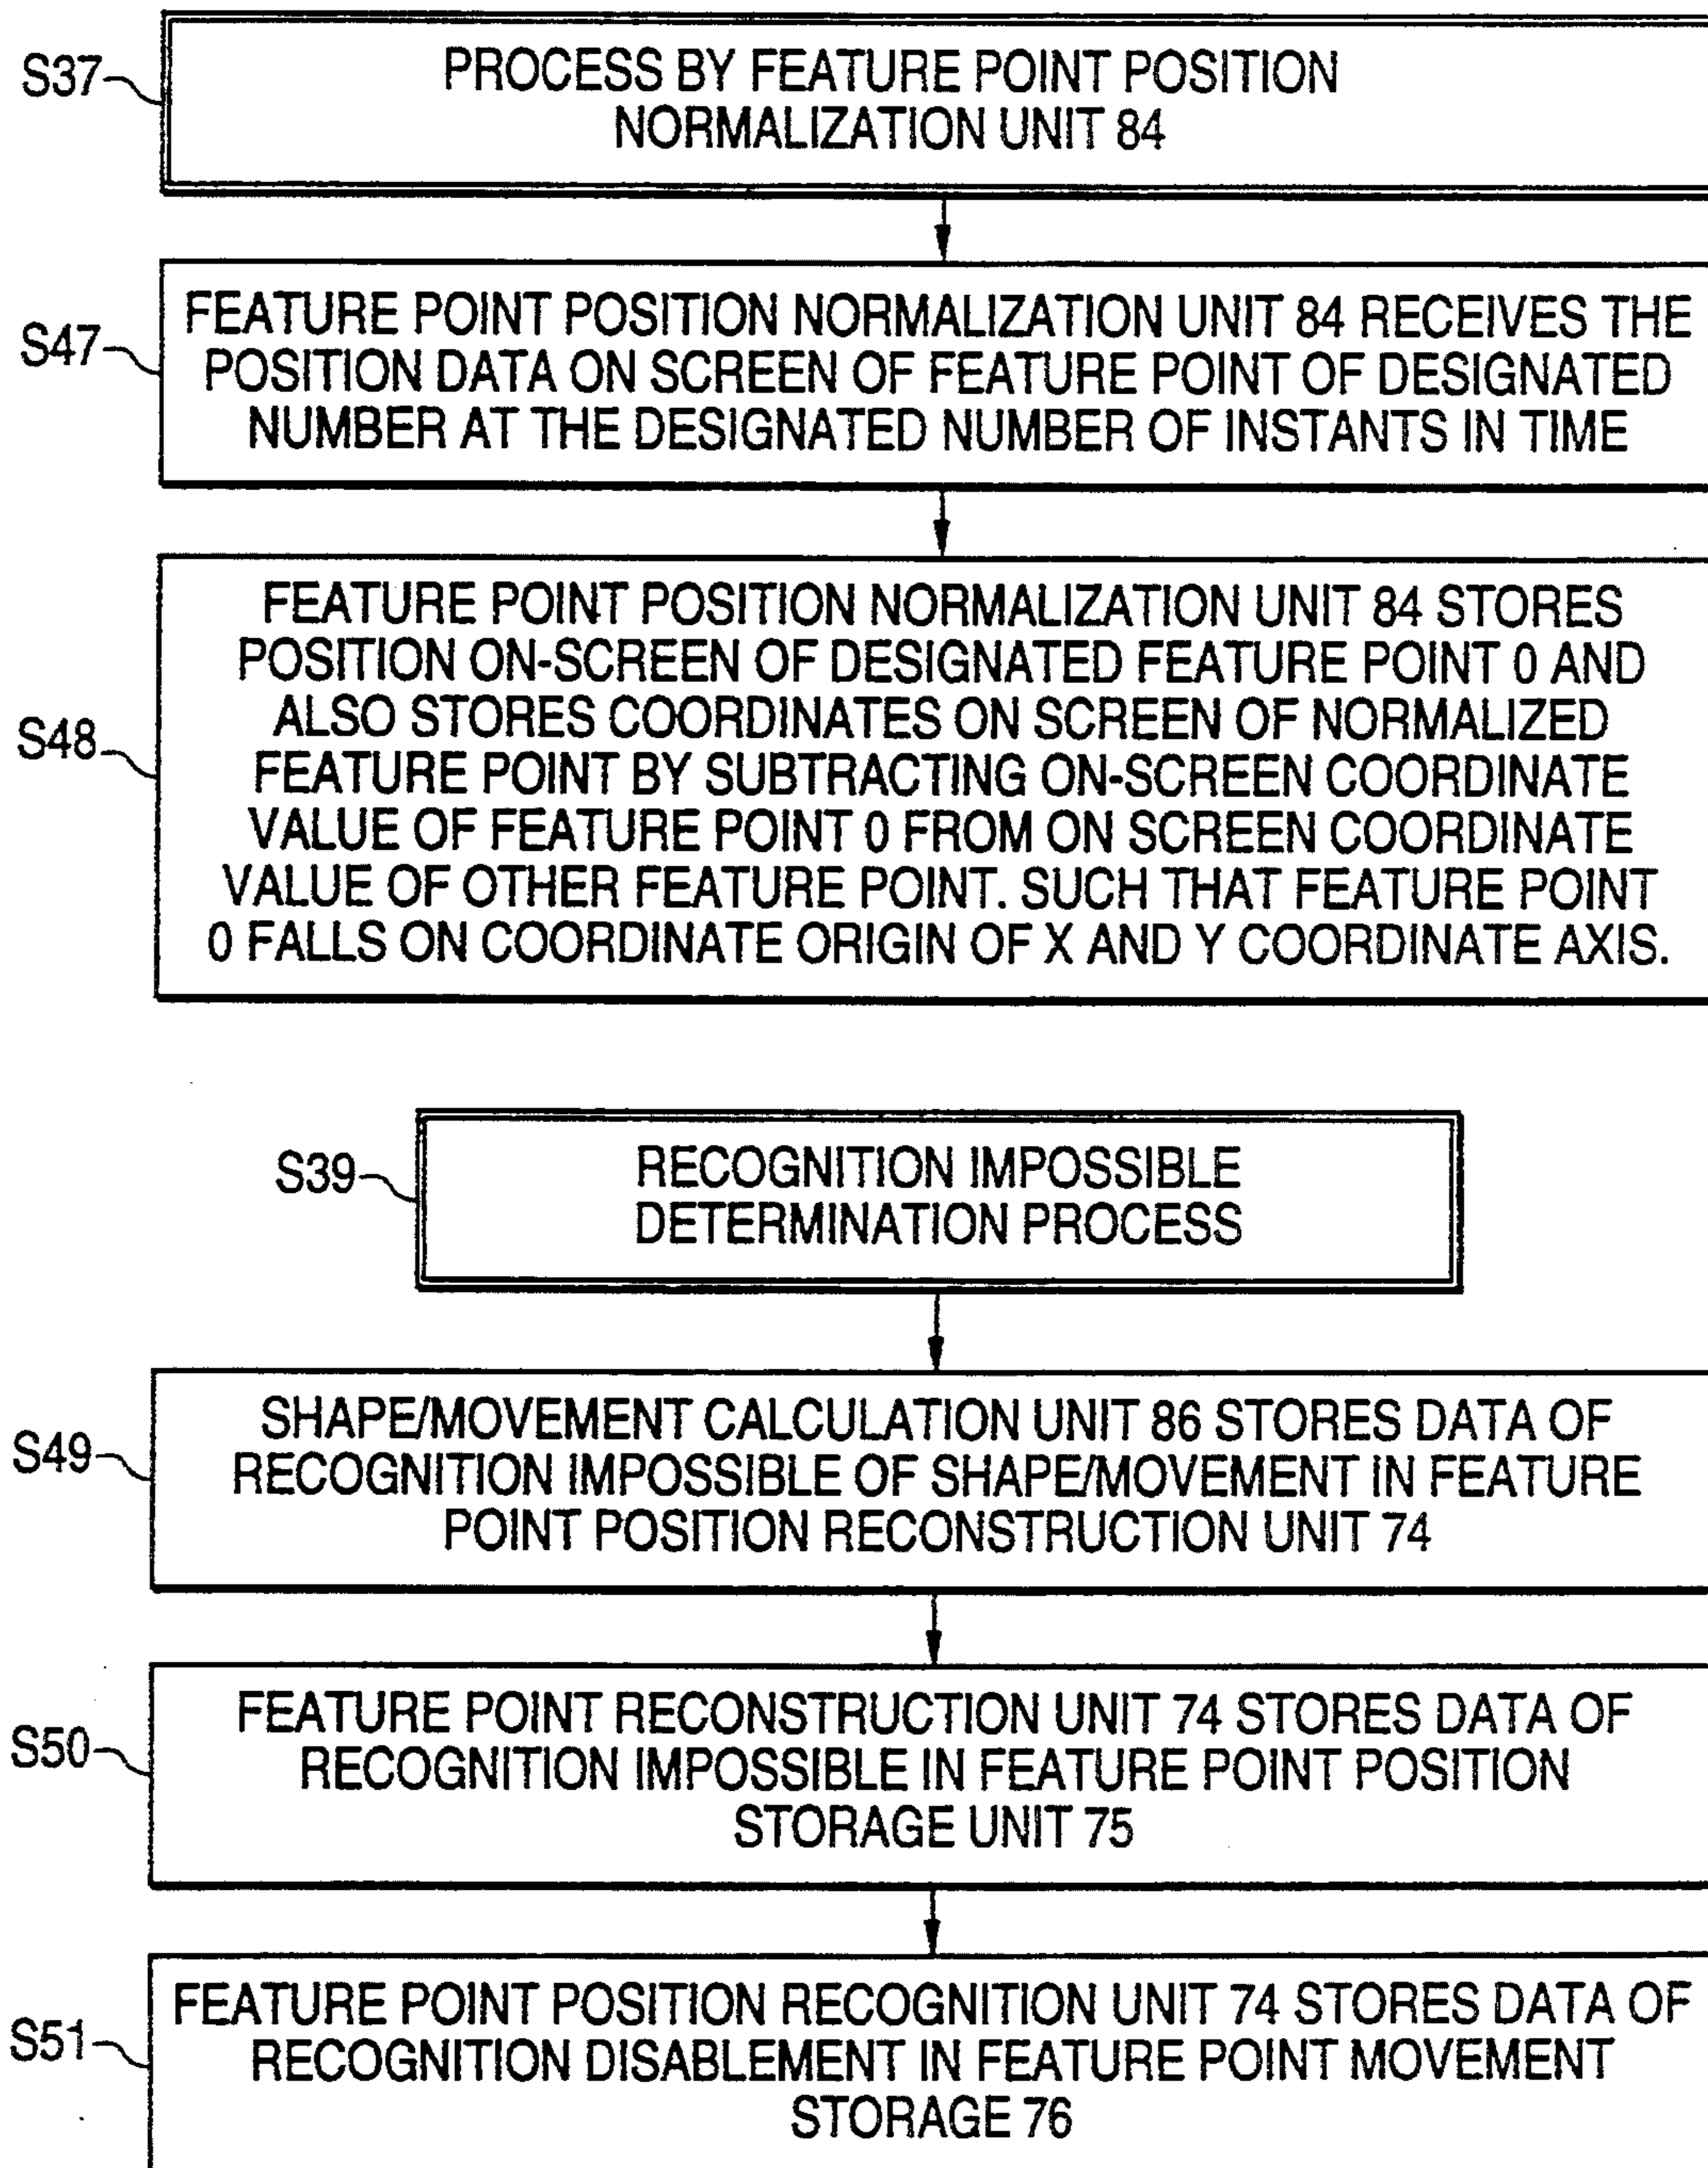 S37
PROCESS BY FEATURE POINT POSITION
NORMALIZATION UNIT 84
S47
FEATURE POINT POSITION NORMALIZATION UNIT 84 RECEIVES THE
POSITION DATA ON SCREEN OF FEATURE POINT OF DESIGNATED
NUMBER AT THE DESIGNATED NUMBER OF INSTANTS IN TIME
S48
FEATURE POINT POSITION NORMALIZATION UNIT 84 STORES
POSITION ON-SCREEN OF DESIGNATED FEATURE POINT 0 AND
ALSO STORES COORDINATES ON SCREEN OF NORMALIZED
FEATURE POINT BY SUBTRACTING ON-SCREEN COORDINATE
VALUE OF FEATURE POINT 0 FROM ON SCREEN COORDINATE
VALUE OF OTHER FEATURE POINT. SUCH THAT FEATURE POINT
0 FALLS ON COORDINATE ORIGIN OF X AND Y COORDINATE AXIS.
S39
RECOGNITION IMPOSSIBLE
DETERMINATION PROCESS
S49
SHAPE/MOVEMENT CALCULATION UNIT 86 STORES DATA OF
RECOGNITION IMPOSSIBLE OF SHAPE/MOVEMENT IN FEATURE
POINT POSITION RECONSTRUCTION UNIT 74
S50
FEATURE POINT RECONSTRUCTION UNIT 74 STORES DATA OF
RECOGNITION IMPOSSIBLE IN FEATURE POINT POSITION
STORAGE UNIT 75
S51
FEATURE POINT POSITION RECOGNITION UNIT 74 STORES DATA OF
RECOGNITION DISABLEMENT IN FEATURE POINT MOVEMENT
STORAGE 76